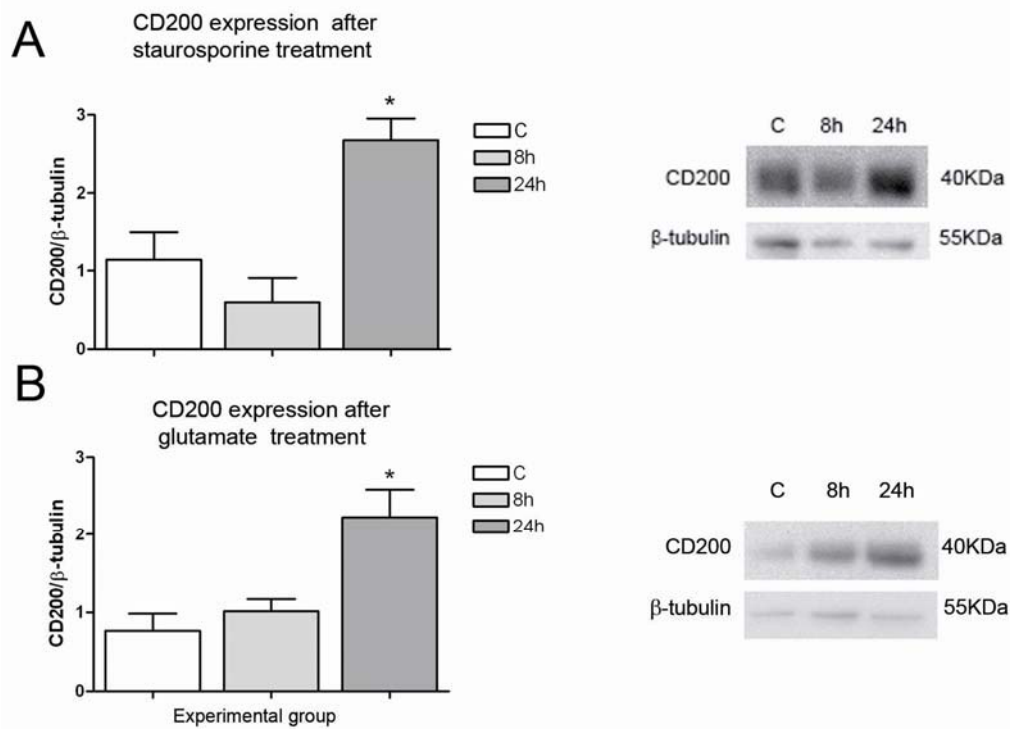 A
CD200 expression after
staurosporine treatment
CD200/β-tubulin
3
2
1
0
*
C
8h
24h
C 8h 24h
CD200 40KDa
β-tubulin 55KDa
B
CD200 expression after
glutamate treatment
CD200/β-tubulin
3
2
1
0
*
C
8h
24h
Experimental group
C 8h 24h
CD200 40KDa
β-tubulin 55KDa